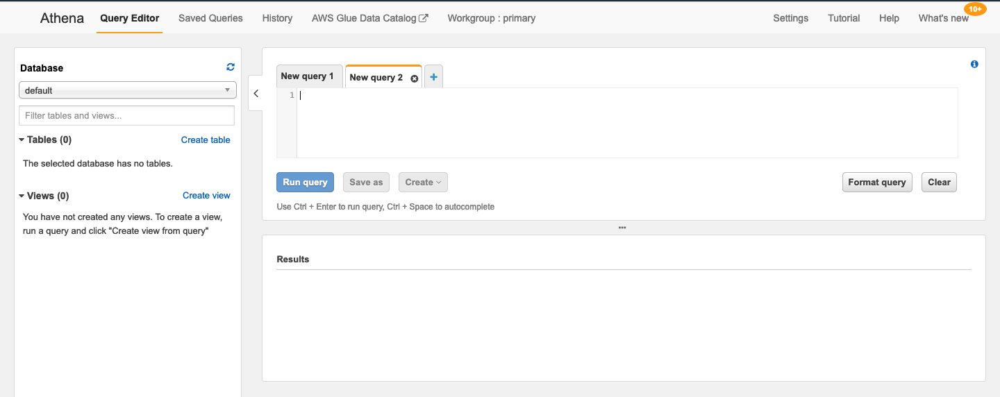 Athena Query Editor Saved Queries History AWS Glue Data Catalog Workgroup : primary Settings Tutorial Help What's new 10+
Database
default
Filter tables and views...
Tables (0) Create table
The selected database has no tables.
Views (0) Create view
You have not created any views. To create a view,
run a query and click "Create view from query"
New query 1 New query 2 +
1
Run query Save as Create Format query Clear
Use Ctrl + Enter to run query, Ctrl + Space to autocomplete
Results